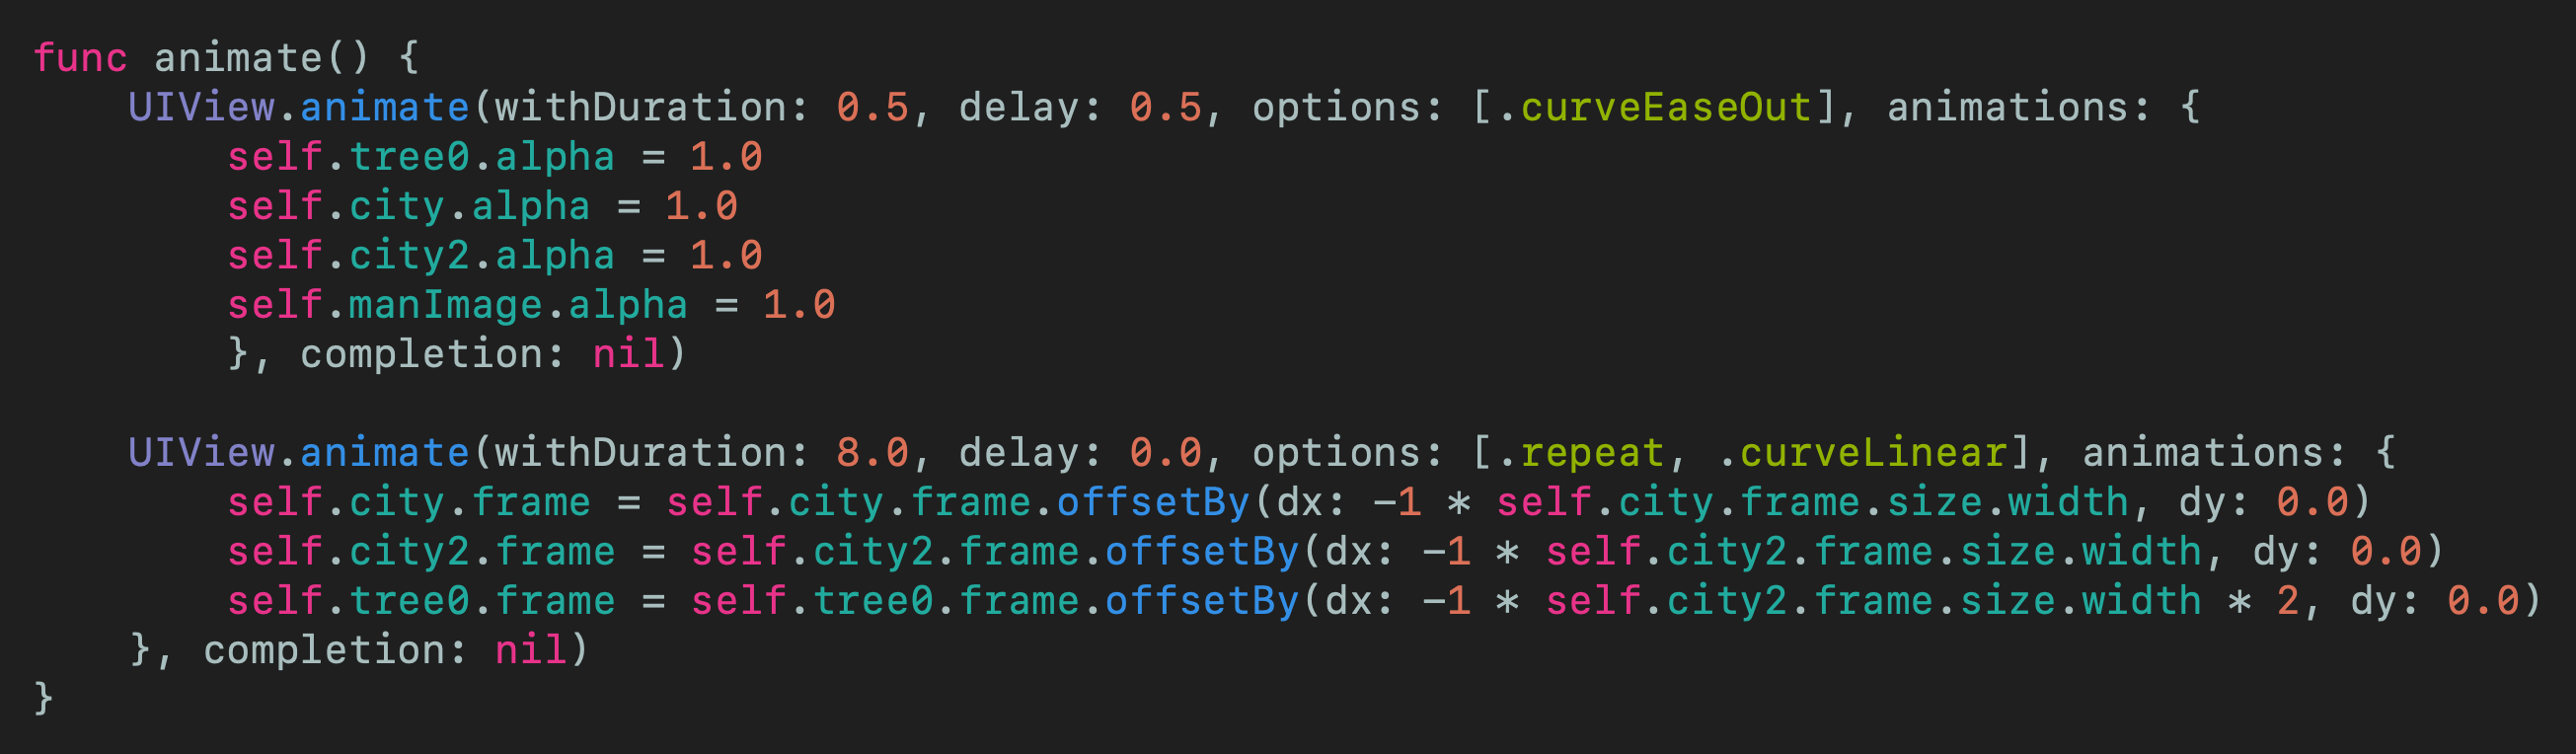 func animate() {
    UIView.animate(withDuration: 0.5, delay: 0.5, options: [.curveEaseOut], animations: {
        self.tree0.alpha = 1.0
        self.city.alpha = 1.0
        self.city2.alpha = 1.0
        self.manImage.alpha = 1.0
        }, completion: nil)

    UIView.animate(withDuration: 8.0, delay: 0.0, options: [.repeat, .curveLinear], animations: {
        self.city.frame = self.city.frame.offsetBy(dx: -1 * self.city.frame.size.width, dy: 0.0)
        self.city2.frame = self.city2.frame.offsetBy(dx: -1 * self.city2.frame.size.width, dy: 0.0)
        self.tree0.frame = self.tree0.frame.offsetBy(dx: -1 * self.city2.frame.size.width * 2, dy: 0.0)
    }, completion: nil)
}